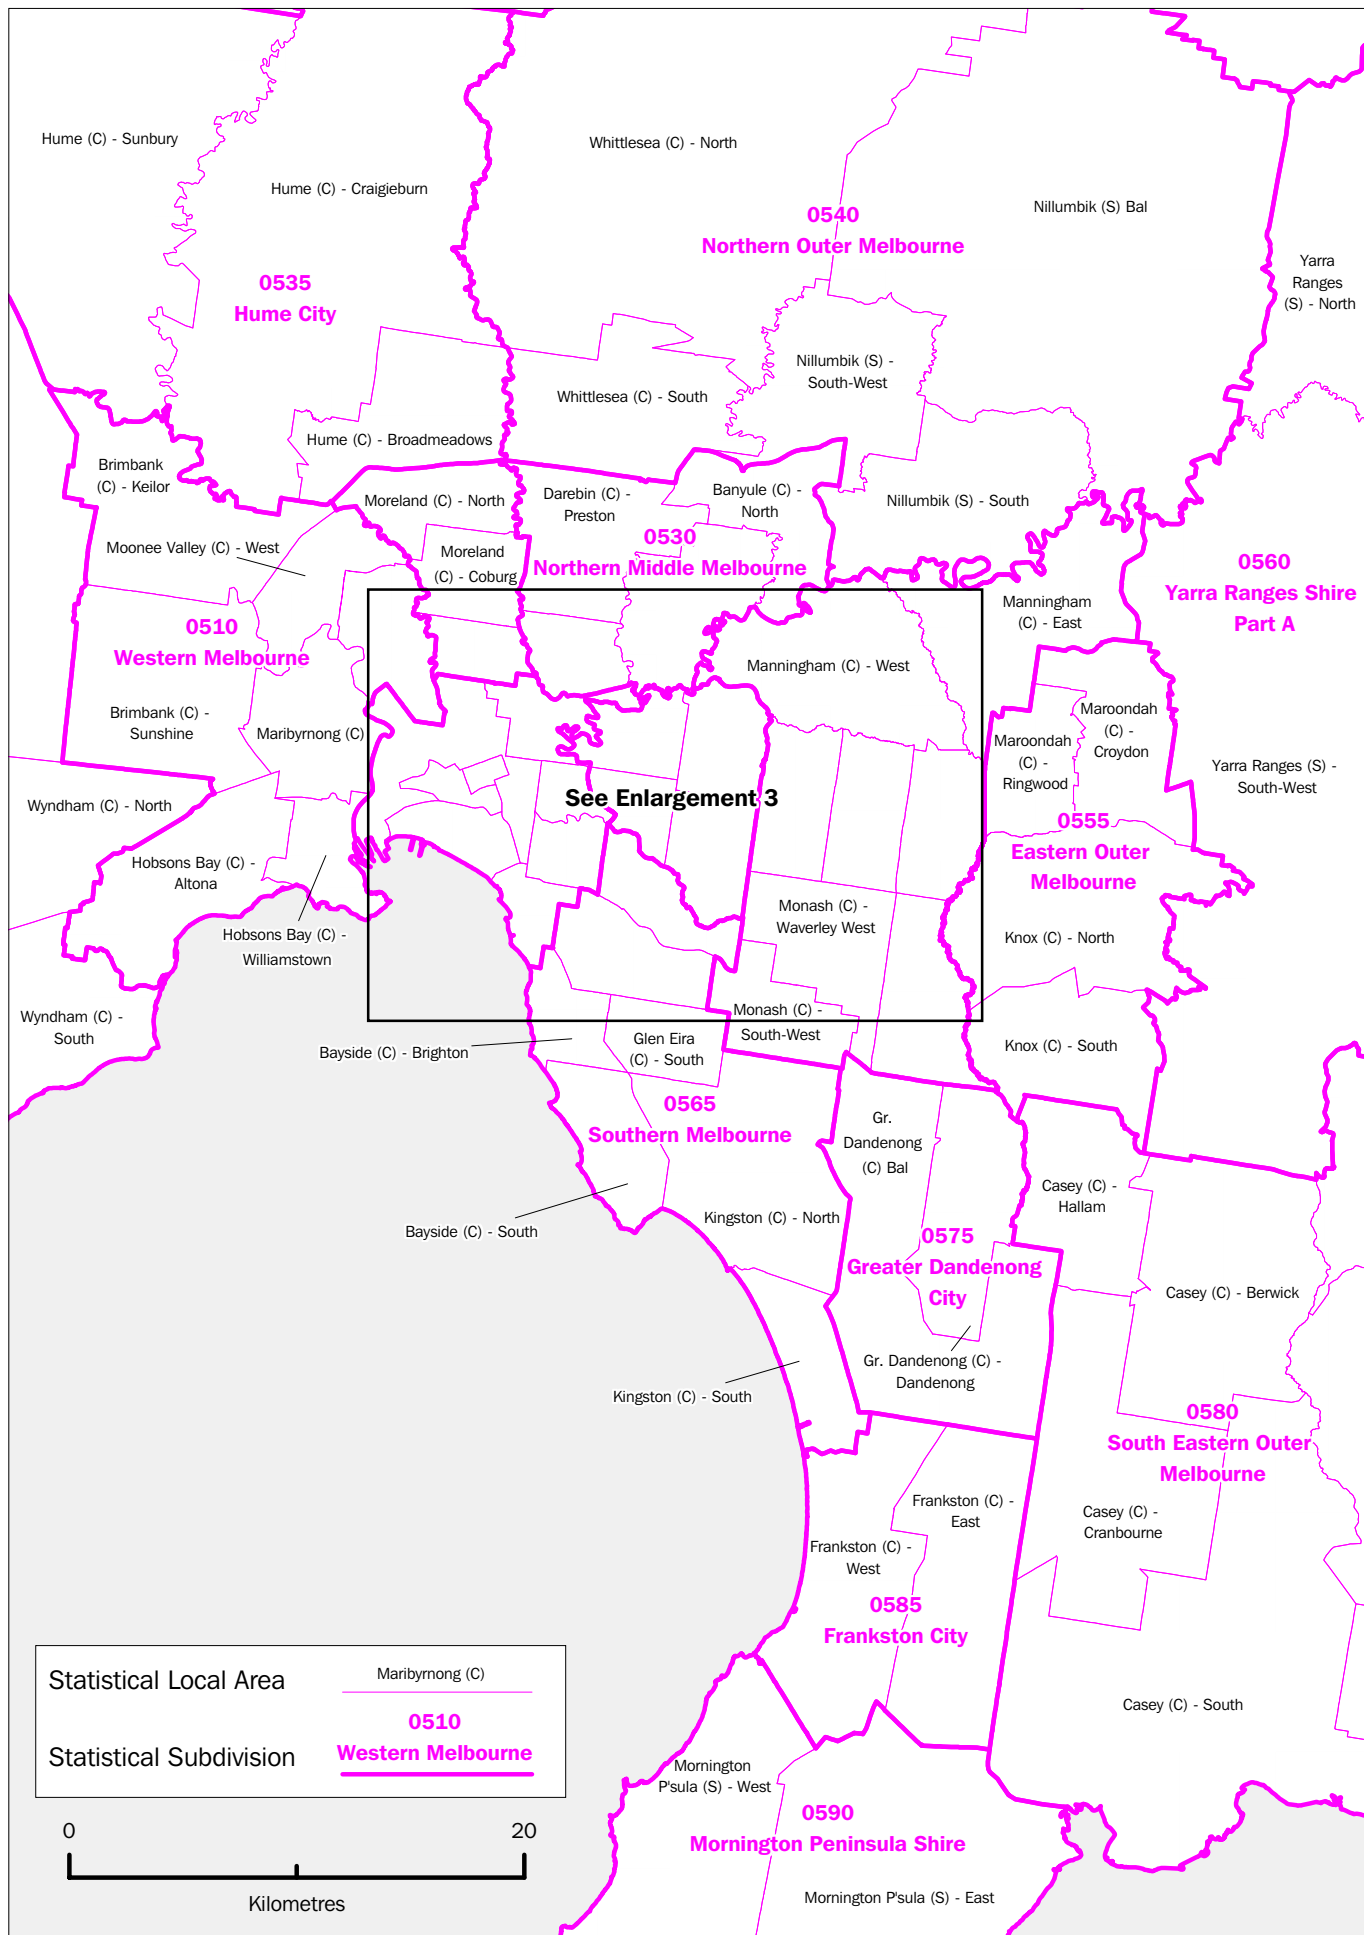 Hume (C) - Sunbury
Whittlesea (C) - North
Hume (C) - Craigieburn
Nillumbik (S) Bal
0540
Northern Outer Melbourne
Yarra
Ranges
(S) - North
0535
Hume City
Nillumbik (S) -
South-West
Whittlesea (C) - South
Hume (C) - Broadmeadows
Brimbank
(C) - Keilor
Moreland (C) - North
Darebin (C) -
Preston
Banyule (C) -
North
Nillumbik (S) - South
Moonee Valley (C) - West
Moreland
(C) - Coburg
0530
Northern Middle Melbourne
0560
Yarra Ranges Shire
Part A
Manningham
(C) - East
0510
Western Melbourne
Manningham (C) - West
Brimbank (C) -
Sunshine
Maribyrnong (C)
Maroondah
(C) -
Croydon
Maroondah
(C) -
Ringwood
Yarra Ranges (S) -
South-West
Wyndham (C) - North
See Enlargement 3
0555
Eastern Outer
Melbourne
Hobsons Bay (C) -
Altona
Monash (C) -
Waverley West
Hobsons Bay (C) -
Williamstown
Knox (C) - North
Wyndham (C) -
South
Monash (C) -
South-West
Bayside (C) - Brighton
Glen Eira
(C) - South
Knox (C) - South
0565
Southern Melbourne
Gr.
Dandenong
(C) Bal
Casey (C) -
Hallam
Bayside (C) - South
Kingston (C) - North
0575
Greater Dandenong
City
Casey (C) - Berwick
Gr. Dandenong (C) -
Dandenong
Kingston (C) - South
0580
South Eastern Outer
Melbourne
Frankston (C) -
East
Casey (C) -
Cranbourne
Frankston (C) -
West
0585
Frankston City
Statistical Local Area
Maribyrnong (C)
Statistical Subdivision
0510
Western Melbourne
Casey (C) - South
Mornington
P'sula (S) - West
0590
Mornington Peninsula Shire
Mornington P'sula (S) - East
0
20
Kilometres